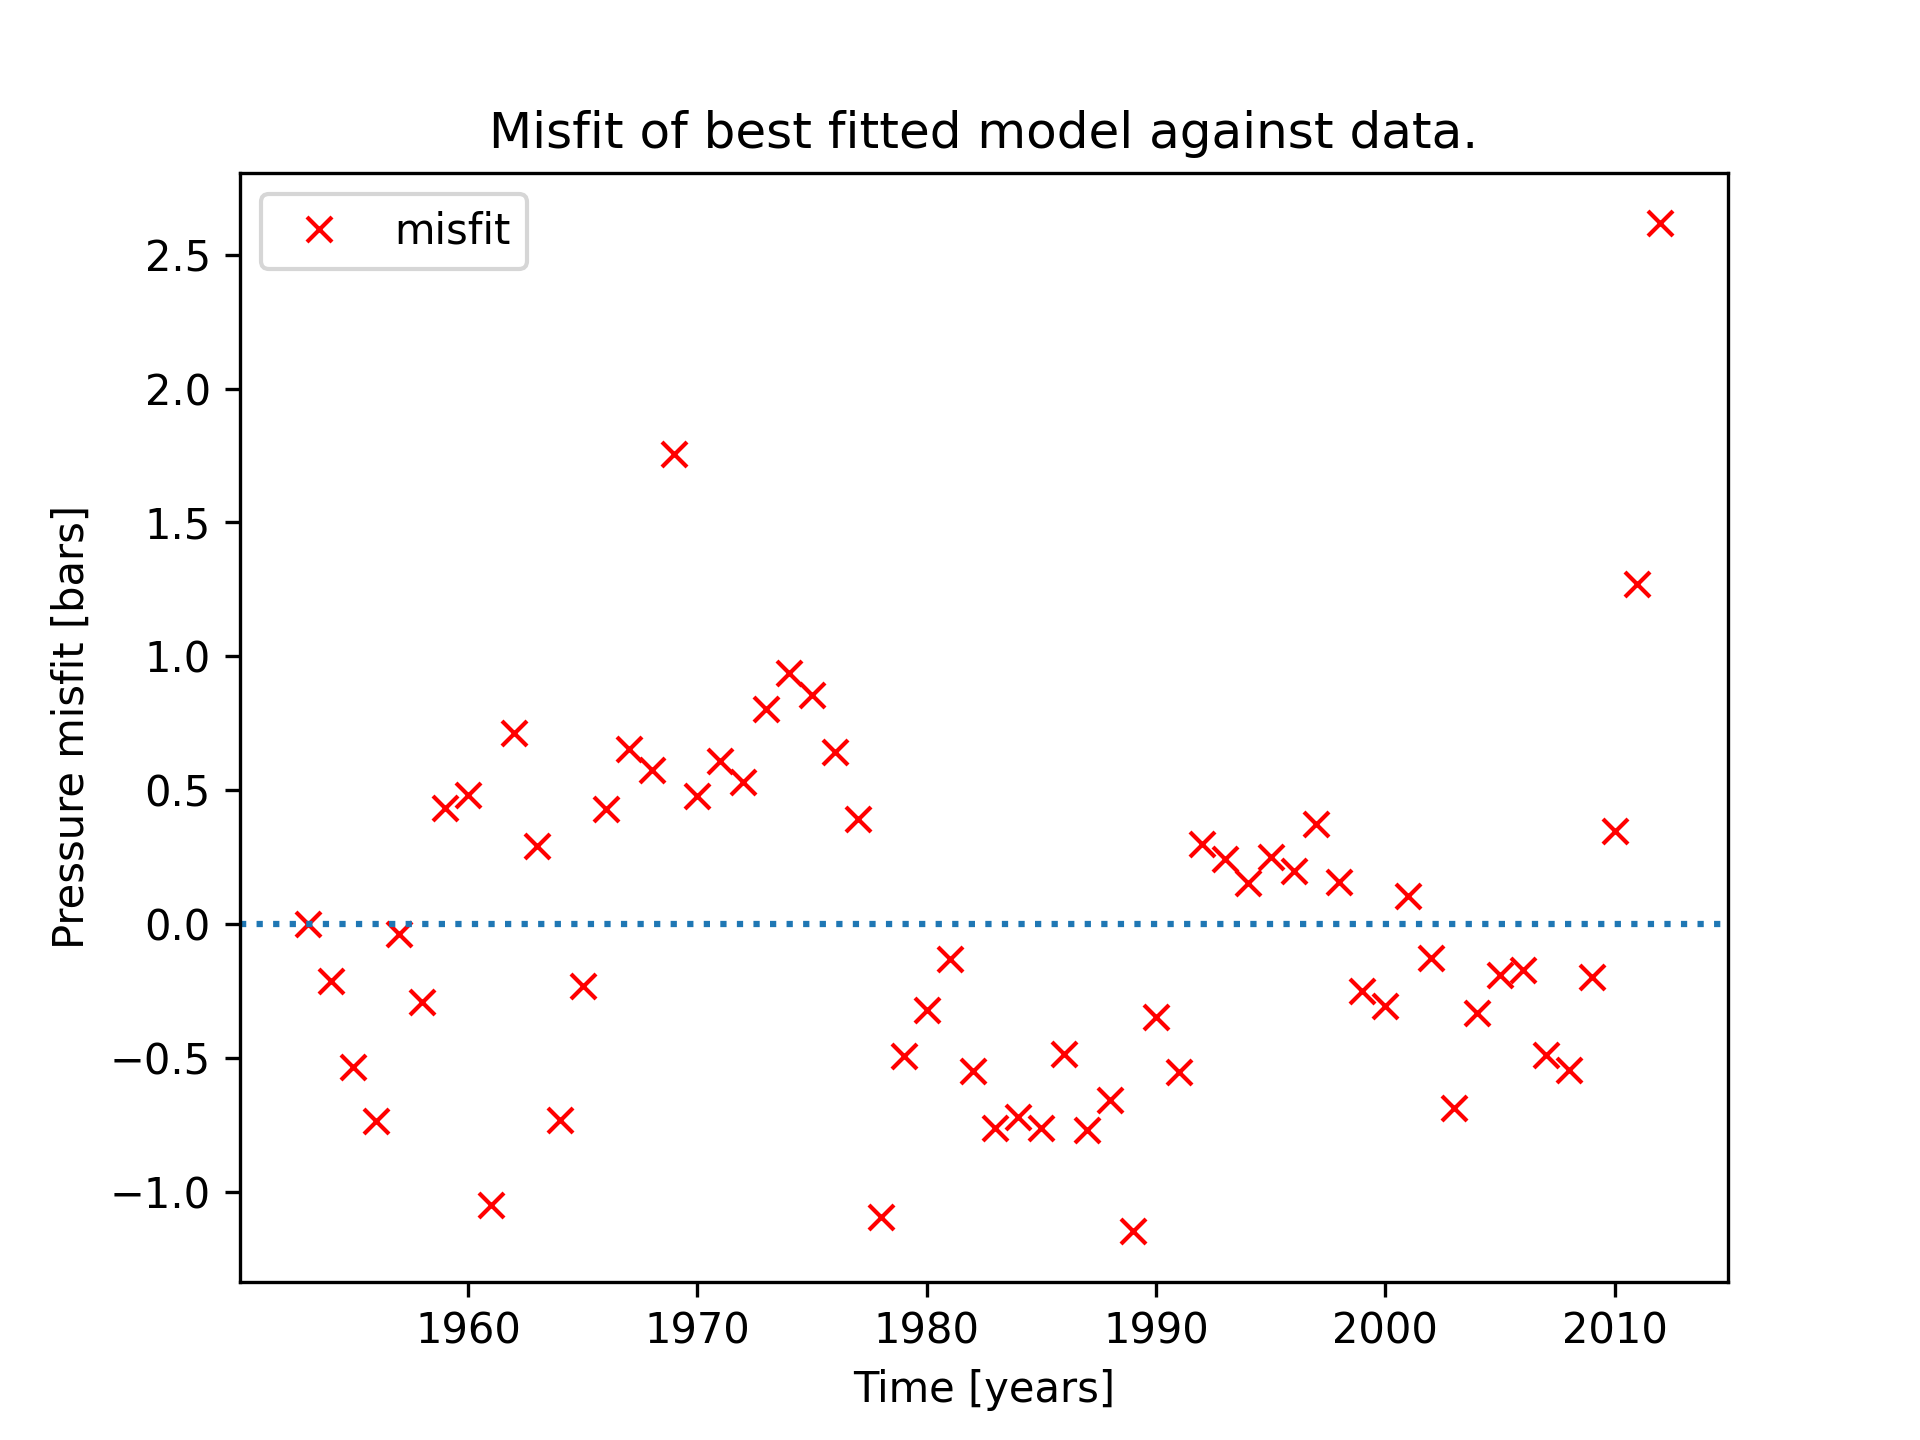 Misfit of best fitted model against data.
misfit
2.5
2.0
1.5
1.0
0.5
0.0
−0.5
−1.0
Pressure misfit [bars]
1960 1970 1980 1990 2000 2010
Time [years]